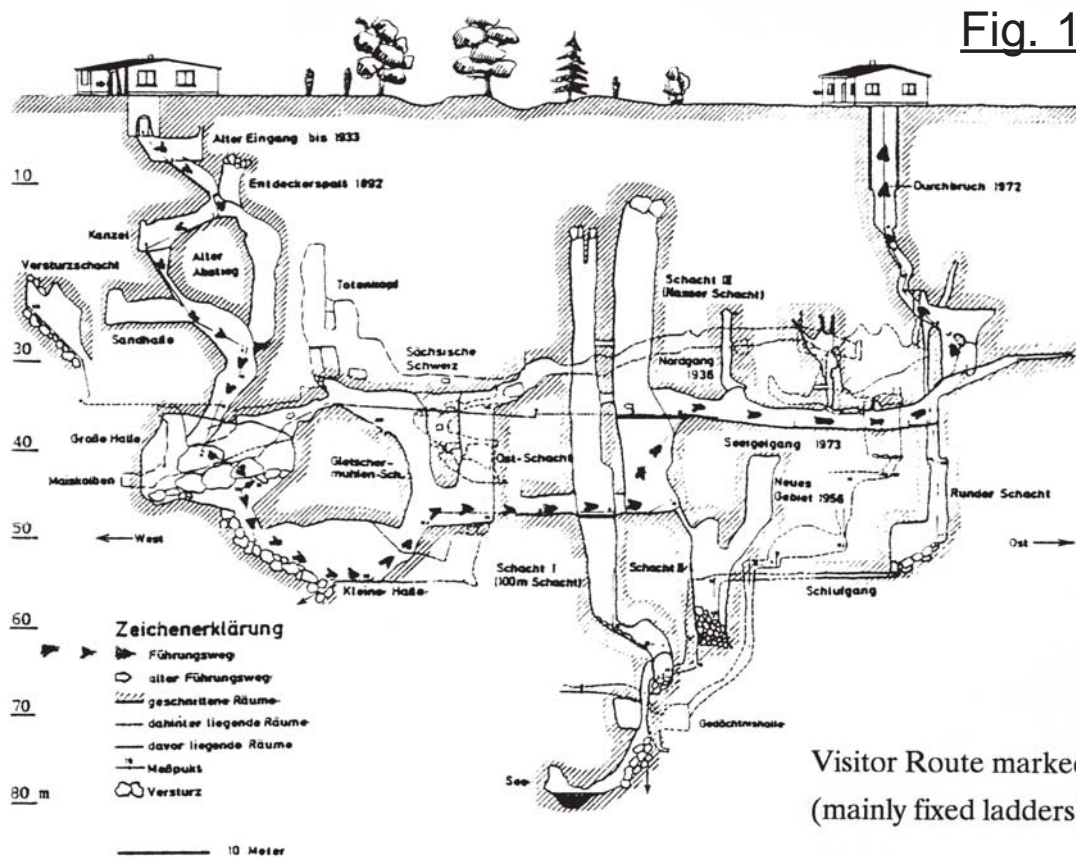 Fig. 1
Alter Eingang bis 1933
10
Entdeckerspalt 1892
Durchbruch 1972
Kanzel
Alter
Abstieg
Versturzschacht
Totenkopf
Schacht III
(Nasser Schacht)
Sandhalle
30
Sächsische
Schweiz
Nordgang
1936
40
Große Halle
Gletscher-
mühlen-Sch.
Ost-Schacht
Seeigelgang 1973
Maiskolben
Neues
Gebiet 1956
Runder Schacht
50
West
Ost
Schacht I
(100m Schacht)
Schacht II
Kleine Halle
Schlufgang
60
Zeichenerklärung
Führungsweg
alter Führungsweg
geschnittene Räume
70
dahinter liegende Räume
Gedächtnishalle
davor liegende Räume
Meßpukt
See
Versturz
80 m
Visitor Route marked
(mainly fixed ladders
10 Meter